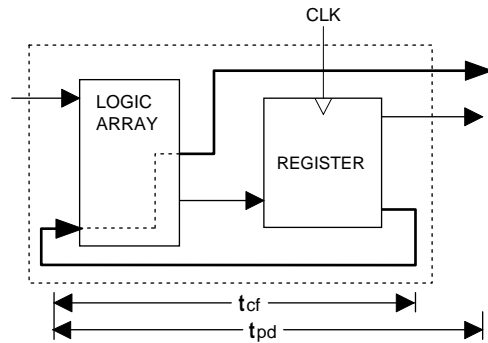 CLK
LOGIC
ARRAY
REGISTER
tcf
tpd